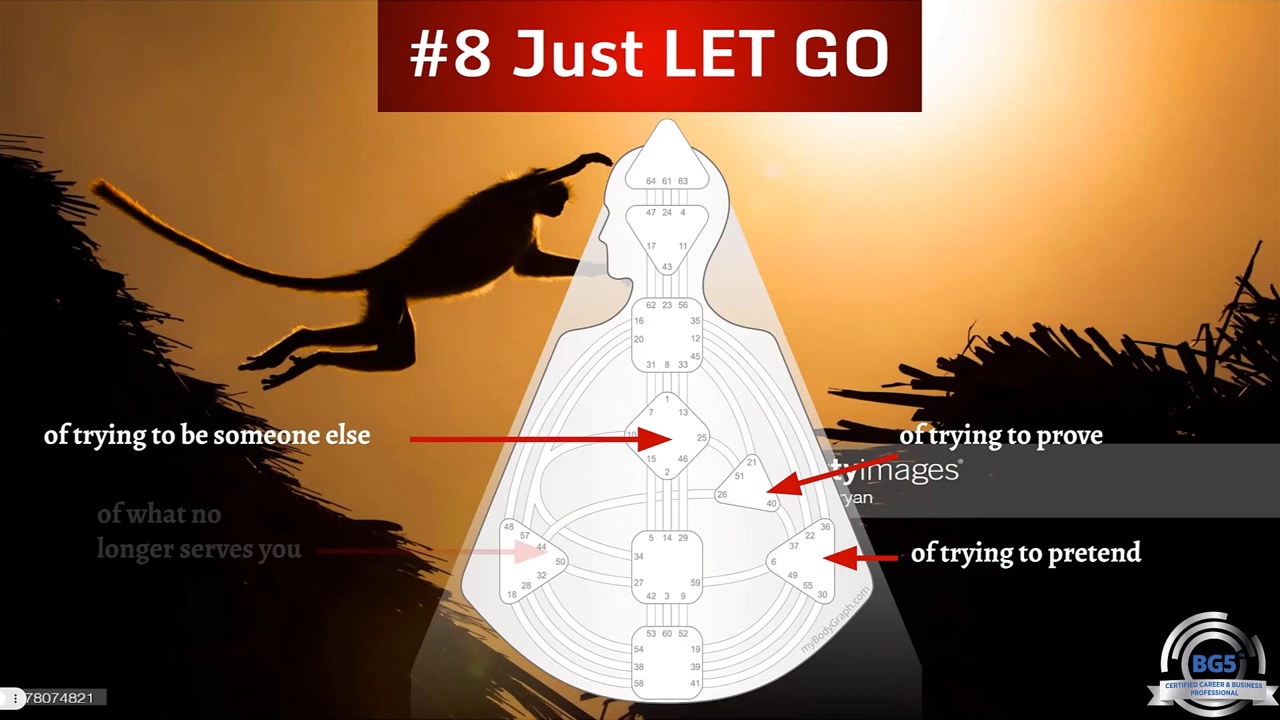 #8 Just LET GO
64 61 63
47 24 4
17 11
43
62 23 56
16 35
20 12
45
31 8 33
1
7 13
10 25
15 46
2
of trying to be someone else
of trying to prove
21
51
26
40
tyimages
ryan
of what no
longer serves you
of trying to pretend
48 36
57 22
44 37
50 6
32 49
28 55
18 30
5 14 29
34
27 59
42 3 9
53 60 52
54 19
38 39
58 41
myBodyGraph.com
BG5
CERTIFIED CAREER & BUSINESS
PROFESSIONAL
78074821